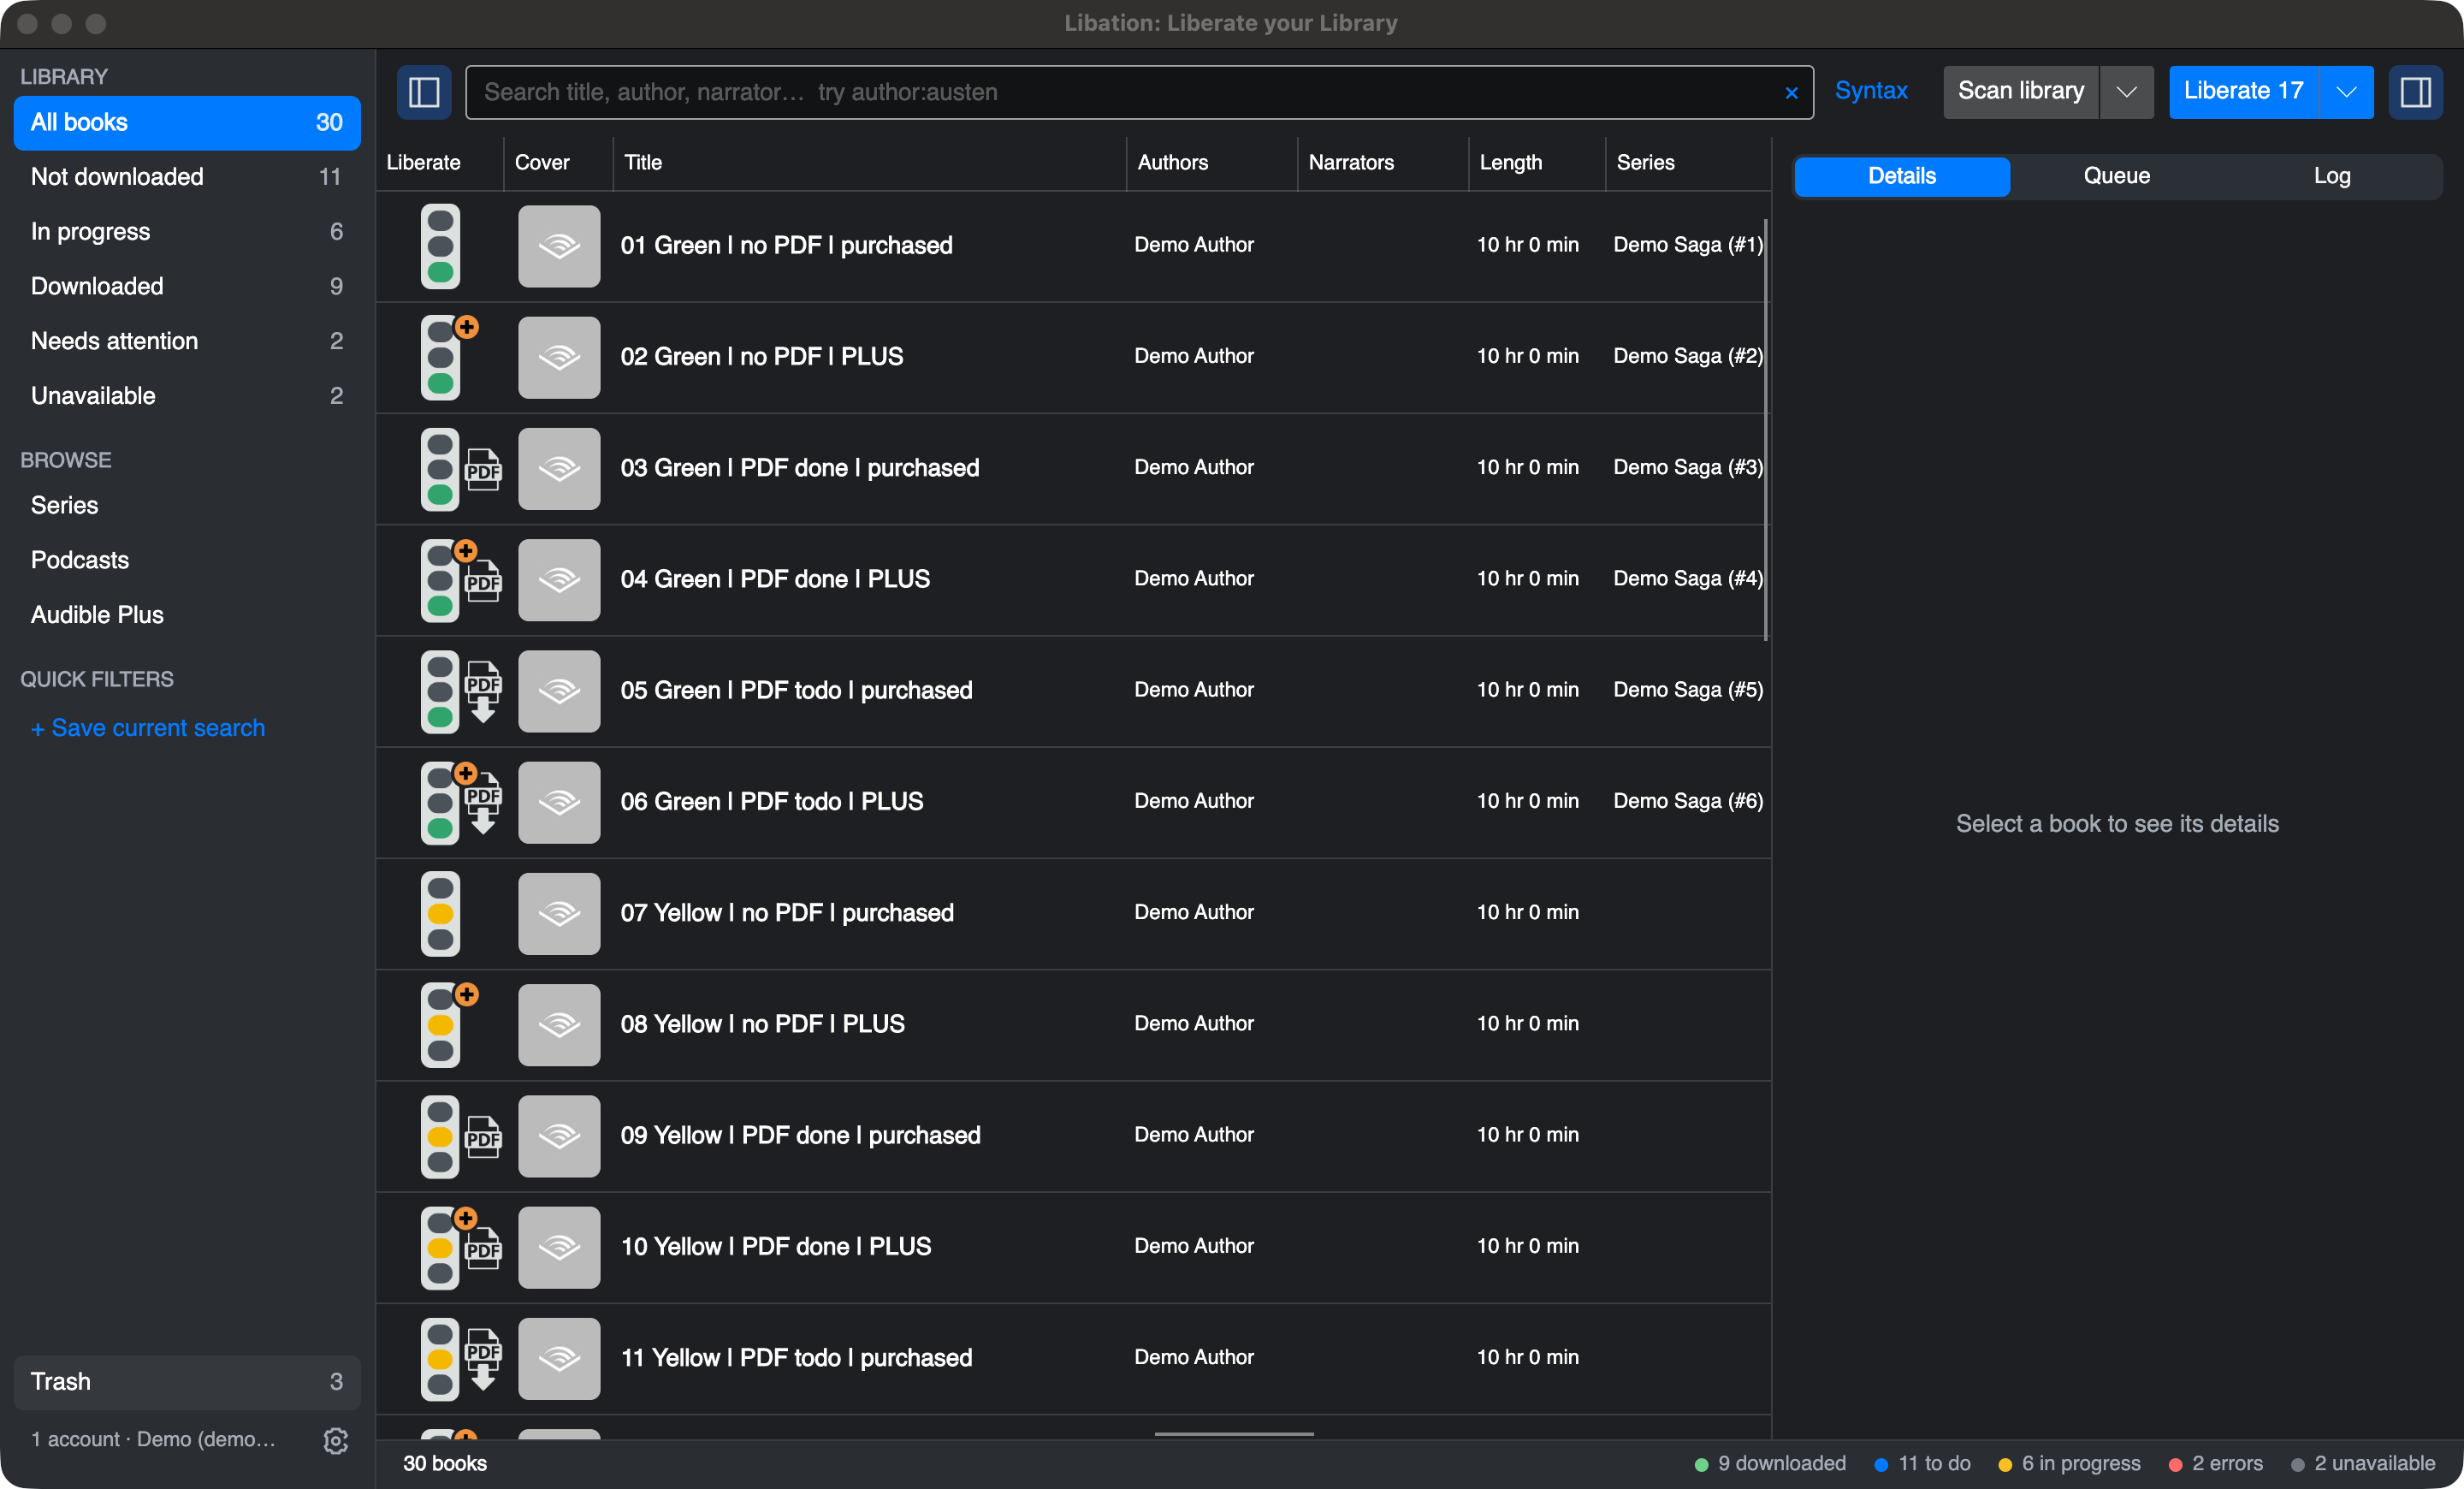 Libation: Liberate your Library
LIBRARY
All books 30
Not downloaded 11
In progress 6
Downloaded 9
Needs attention 2
Unavailable 2
BROWSE
Series
Podcasts
Audible Plus
QUICK FILTERS
+ Save current search
Trash 3
1 account · Demo (demo…
Search title, author, narrator… try author:austen × Syntax Scan library Liberate 17
Liberate Cover Title Authors Narrators Length Series
01 Green | no PDF | purchased Demo Author 10 hr 0 min Demo Saga (#1)
02 Green | no PDF | PLUS Demo Author 10 hr 0 min Demo Saga (#2)
PDF 03 Green | PDF done | purchased Demo Author 10 hr 0 min Demo Saga (#3)
PDF 04 Green | PDF done | PLUS Demo Author 10 hr 0 min Demo Saga (#4)
PDF 05 Green | PDF todo | purchased Demo Author 10 hr 0 min Demo Saga (#5)
PDF 06 Green | PDF todo | PLUS Demo Author 10 hr 0 min Demo Saga (#6)
07 Yellow | no PDF | purchased Demo Author 10 hr 0 min
08 Yellow | no PDF | PLUS Demo Author 10 hr 0 min
PDF 09 Yellow | PDF done | purchased Demo Author 10 hr 0 min
PDF 10 Yellow | PDF done | PLUS Demo Author 10 hr 0 min
PDF 11 Yellow | PDF todo | purchased Demo Author 10 hr 0 min
Details Queue Log
Select a book to see its details
30 books 9 downloaded 11 to do 6 in progress 2 errors 2 unavailable